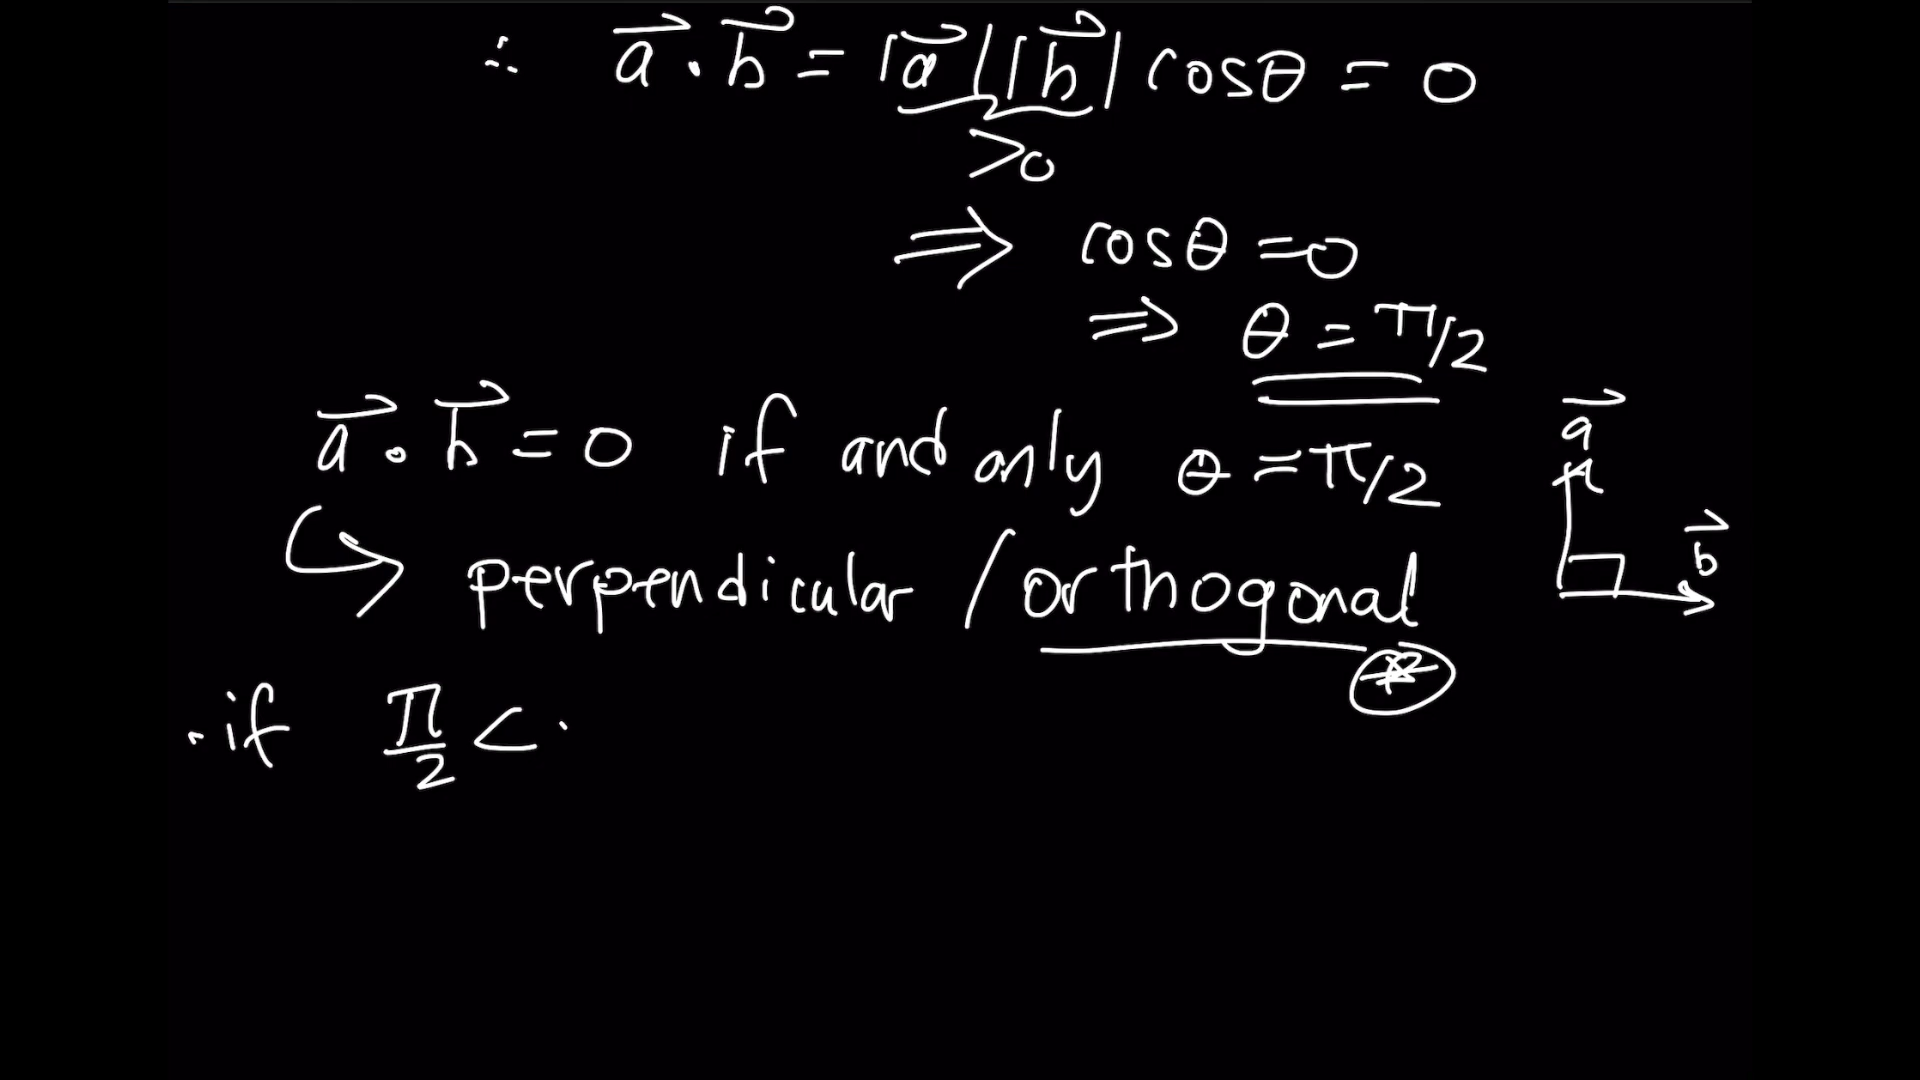 ∴ a⃗ · b⃗ = |a⃗||b⃗| cosθ = 0
>0
⇒ cosθ = 0
⇒ θ = π/2
a⃗ · b⃗ = 0 if and only θ = π/2
a⃗
b⃗
↪ perpendicular / orthogonal
· if π/2 <